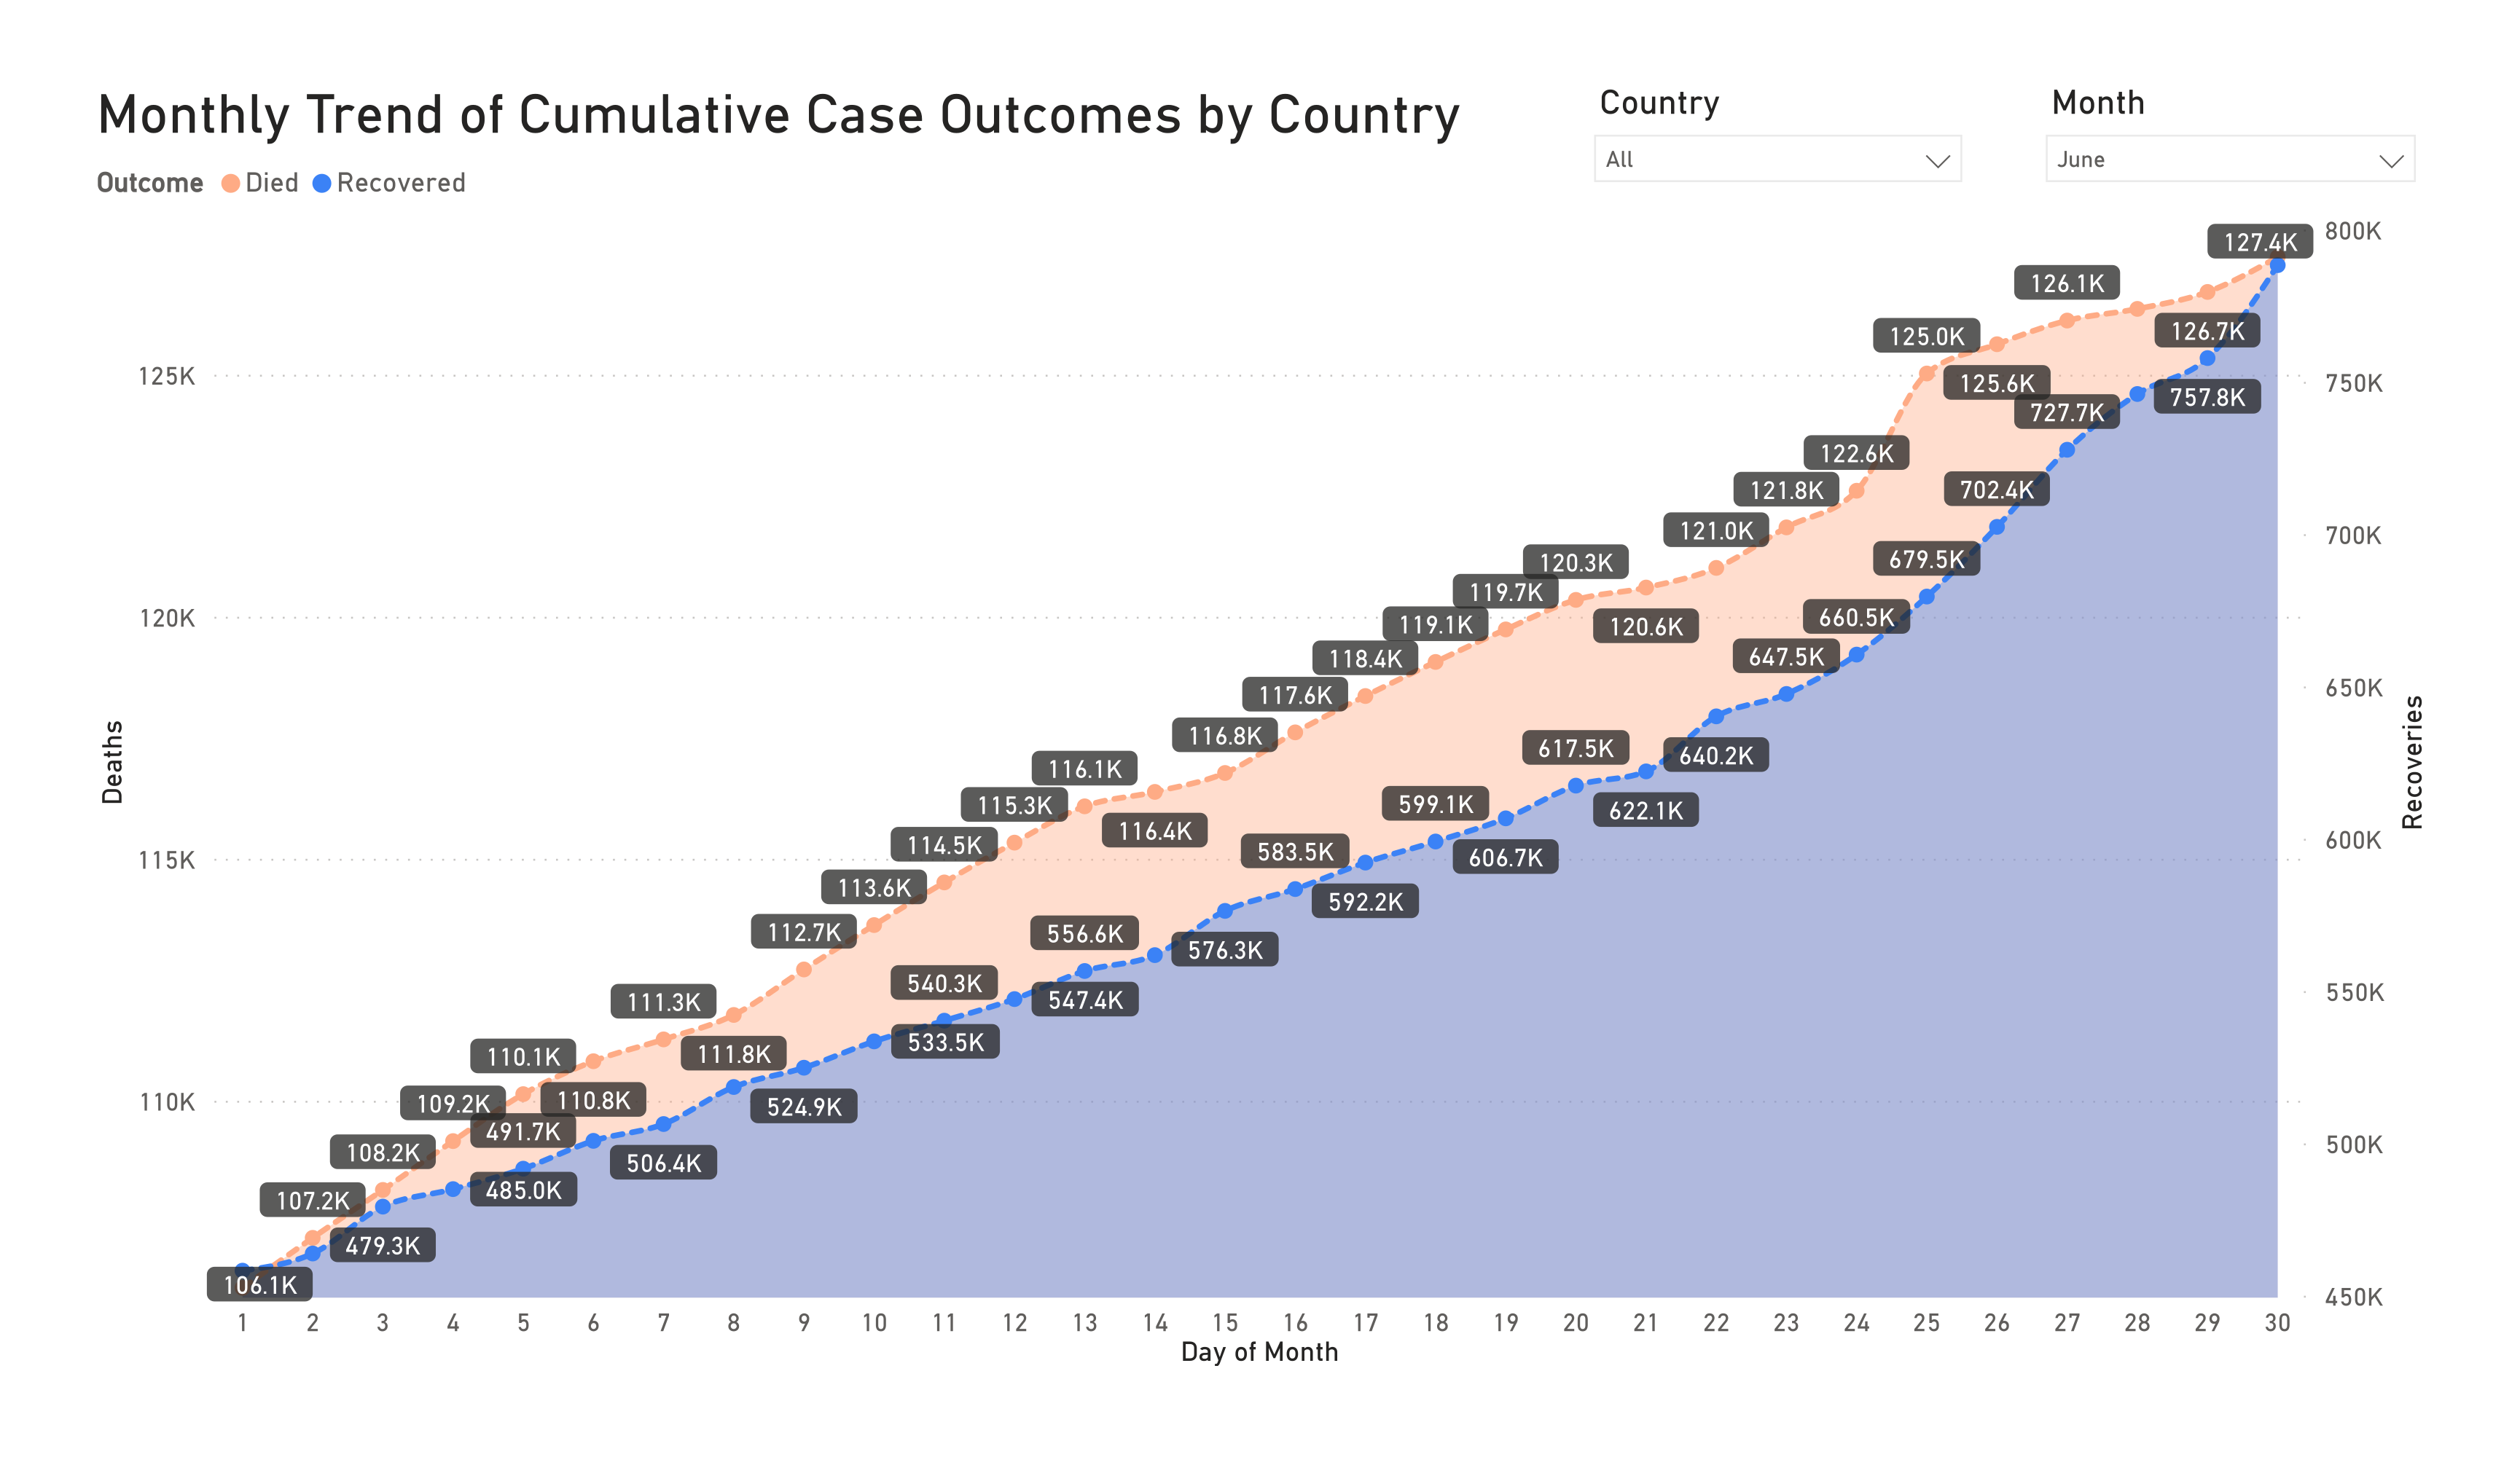 Monthly Trend of Cumulative Case Outcomes by Country
Country
Month
All
June
Outcome Died Recovered
800K
750K
700K
650K
600K
550K
500K
450K
125K
120K
115K
110K
Deaths
Recoveries
106.1K
107.2K
108.2K
109.2K
110.1K
110.8K
111.3K
111.8K
112.7K
113.6K
114.5K
115.3K
116.1K
116.4K
116.8K
117.6K
118.4K
119.1K
119.7K
120.3K
120.6K
121.0K
121.8K
122.6K
125.0K
125.6K
126.1K
126.7K
127.4K
479.3K
485.0K
491.7K
506.4K
524.9K
533.5K
540.3K
547.4K
556.6K
576.3K
583.5K
592.2K
599.1K
606.7K
617.5K
622.1K
640.2K
647.5K
660.5K
679.5K
702.4K
727.7K
757.8K
1 2 3 4 5 6 7 8 9 10 11 12 13 14 15 16 17 18 19 20 21 22 23 24 25 26 27 28 29 30
Day of Month